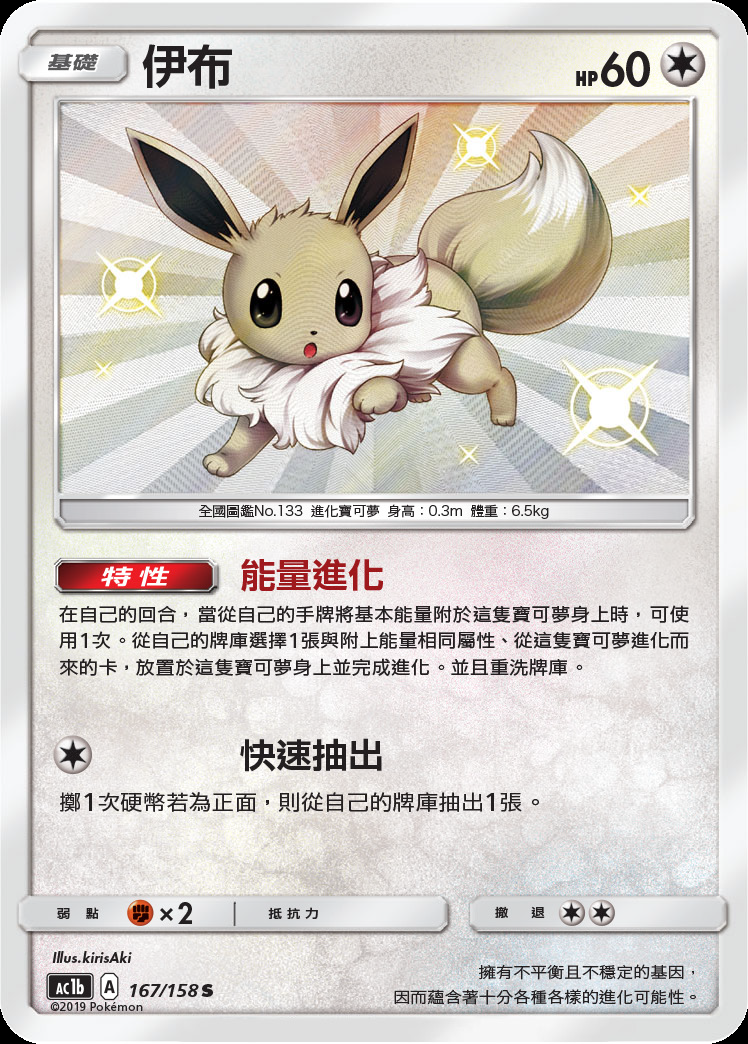 基礎 伊布 HP60
全國圖鑑No.133 進化寶可夢 身高：0.3m 體重：6.5kg
特性 能量進化
在自己的回合，當從自己的手牌將基本能量附於這隻寶可夢身上時，可使
用1次。從自己的牌庫選擇1張與附上能量相同屬性、從這隻寶可夢進化而
來的卡，放置於這隻寶可夢身上並完成進化。並且重洗牌庫。
快速抽出
擲1次硬幣若為正面，則從自己的牌庫抽出1張。
弱點 ×2 抵抗力 撤退
Illus.kirisAki
AC1b A 167/158 S
©2019 Pokémon
擁有不平衡且不穩定的基因，
因而蘊含著十分各種各樣的進化可能性。